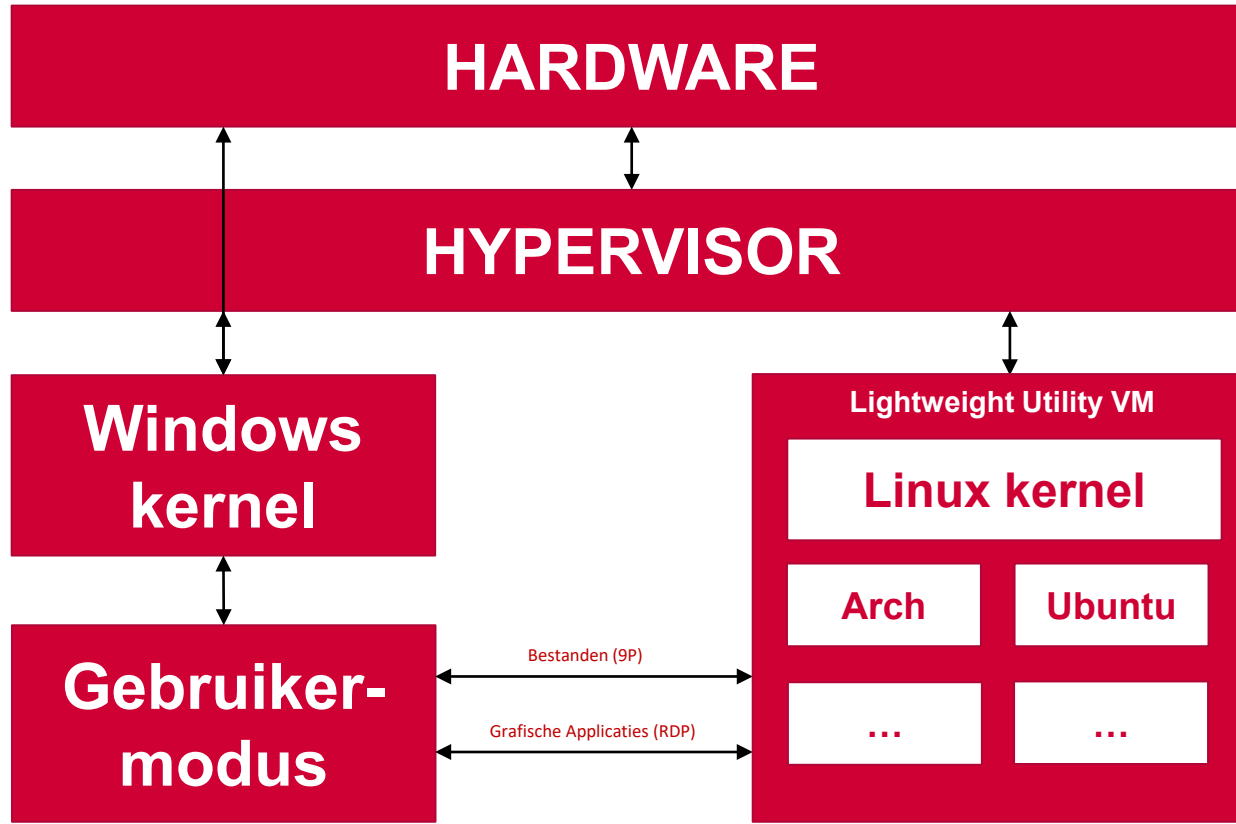 HARDWARE
HYPERVISOR
Windows
kernel
Lightweight Utility VM
Linux kernel
Arch
Ubuntu
Gebruiker-
modus
Bestanden (9P)
Grafische Applicaties (RDP)
...
...